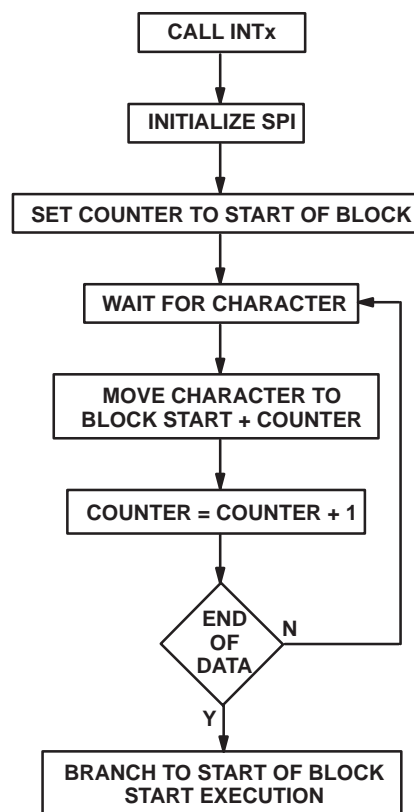 CALL INTx
INITIALIZE SPI
SET COUNTER TO START OF BLOCK
WAIT FOR CHARACTER
MOVE CHARACTER TO
BLOCK START + COUNTER
COUNTER = COUNTER + 1
END
OF
DATA
N
Y
BRANCH TO START OF BLOCK
START EXECUTION